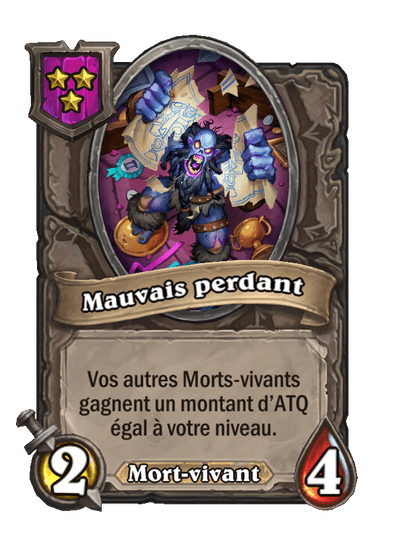 Mauvais perdant
Vos autres Morts-vivants
gagnent un montant d'ATQ
égal à votre niveau.
2
Mort-vivant
4